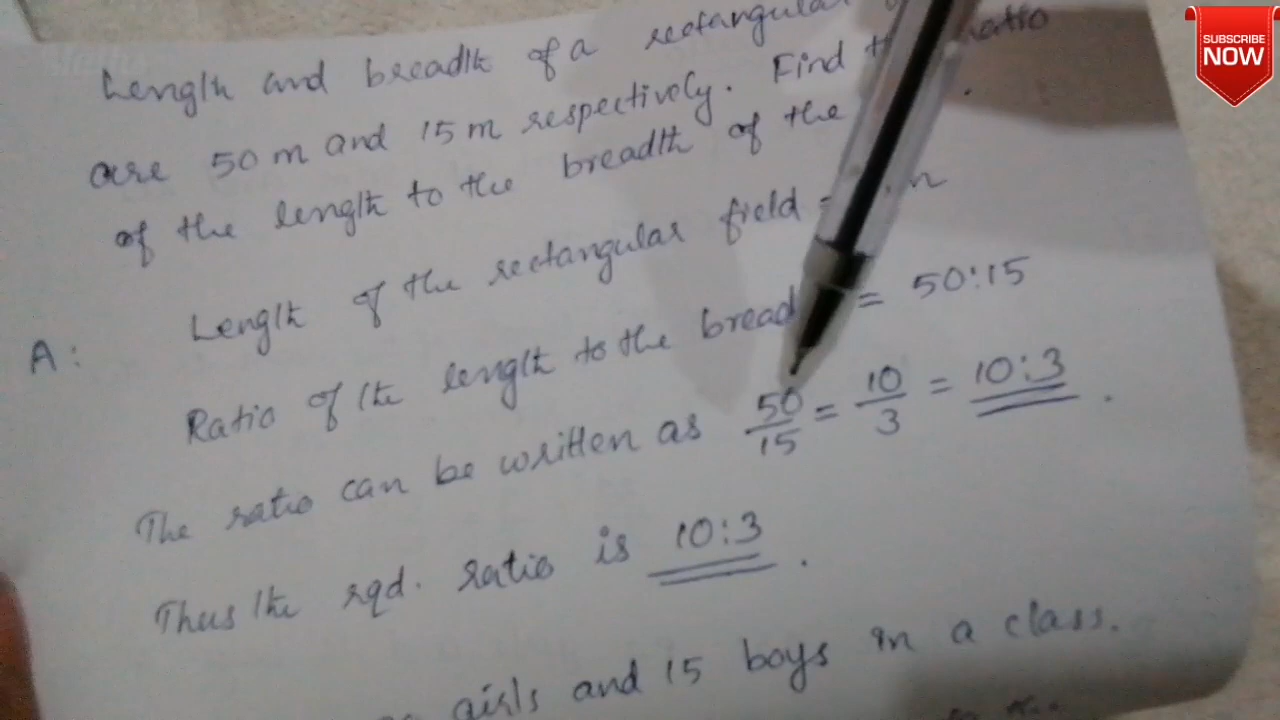 Length and breadth of a rectangular
are 50 m and 15 m respectively. Find ratio
of the length to the breadth of the .
A: Length of the rectangular field = m
Ratio of the length to the bread = 50:15
The ratio can be written as 50/15 = 10/3 = 10:3 .
Thus the rqd. ratio is 10:3 .
girls and 15 boys in a class.
SUBSCRIBE
NOW